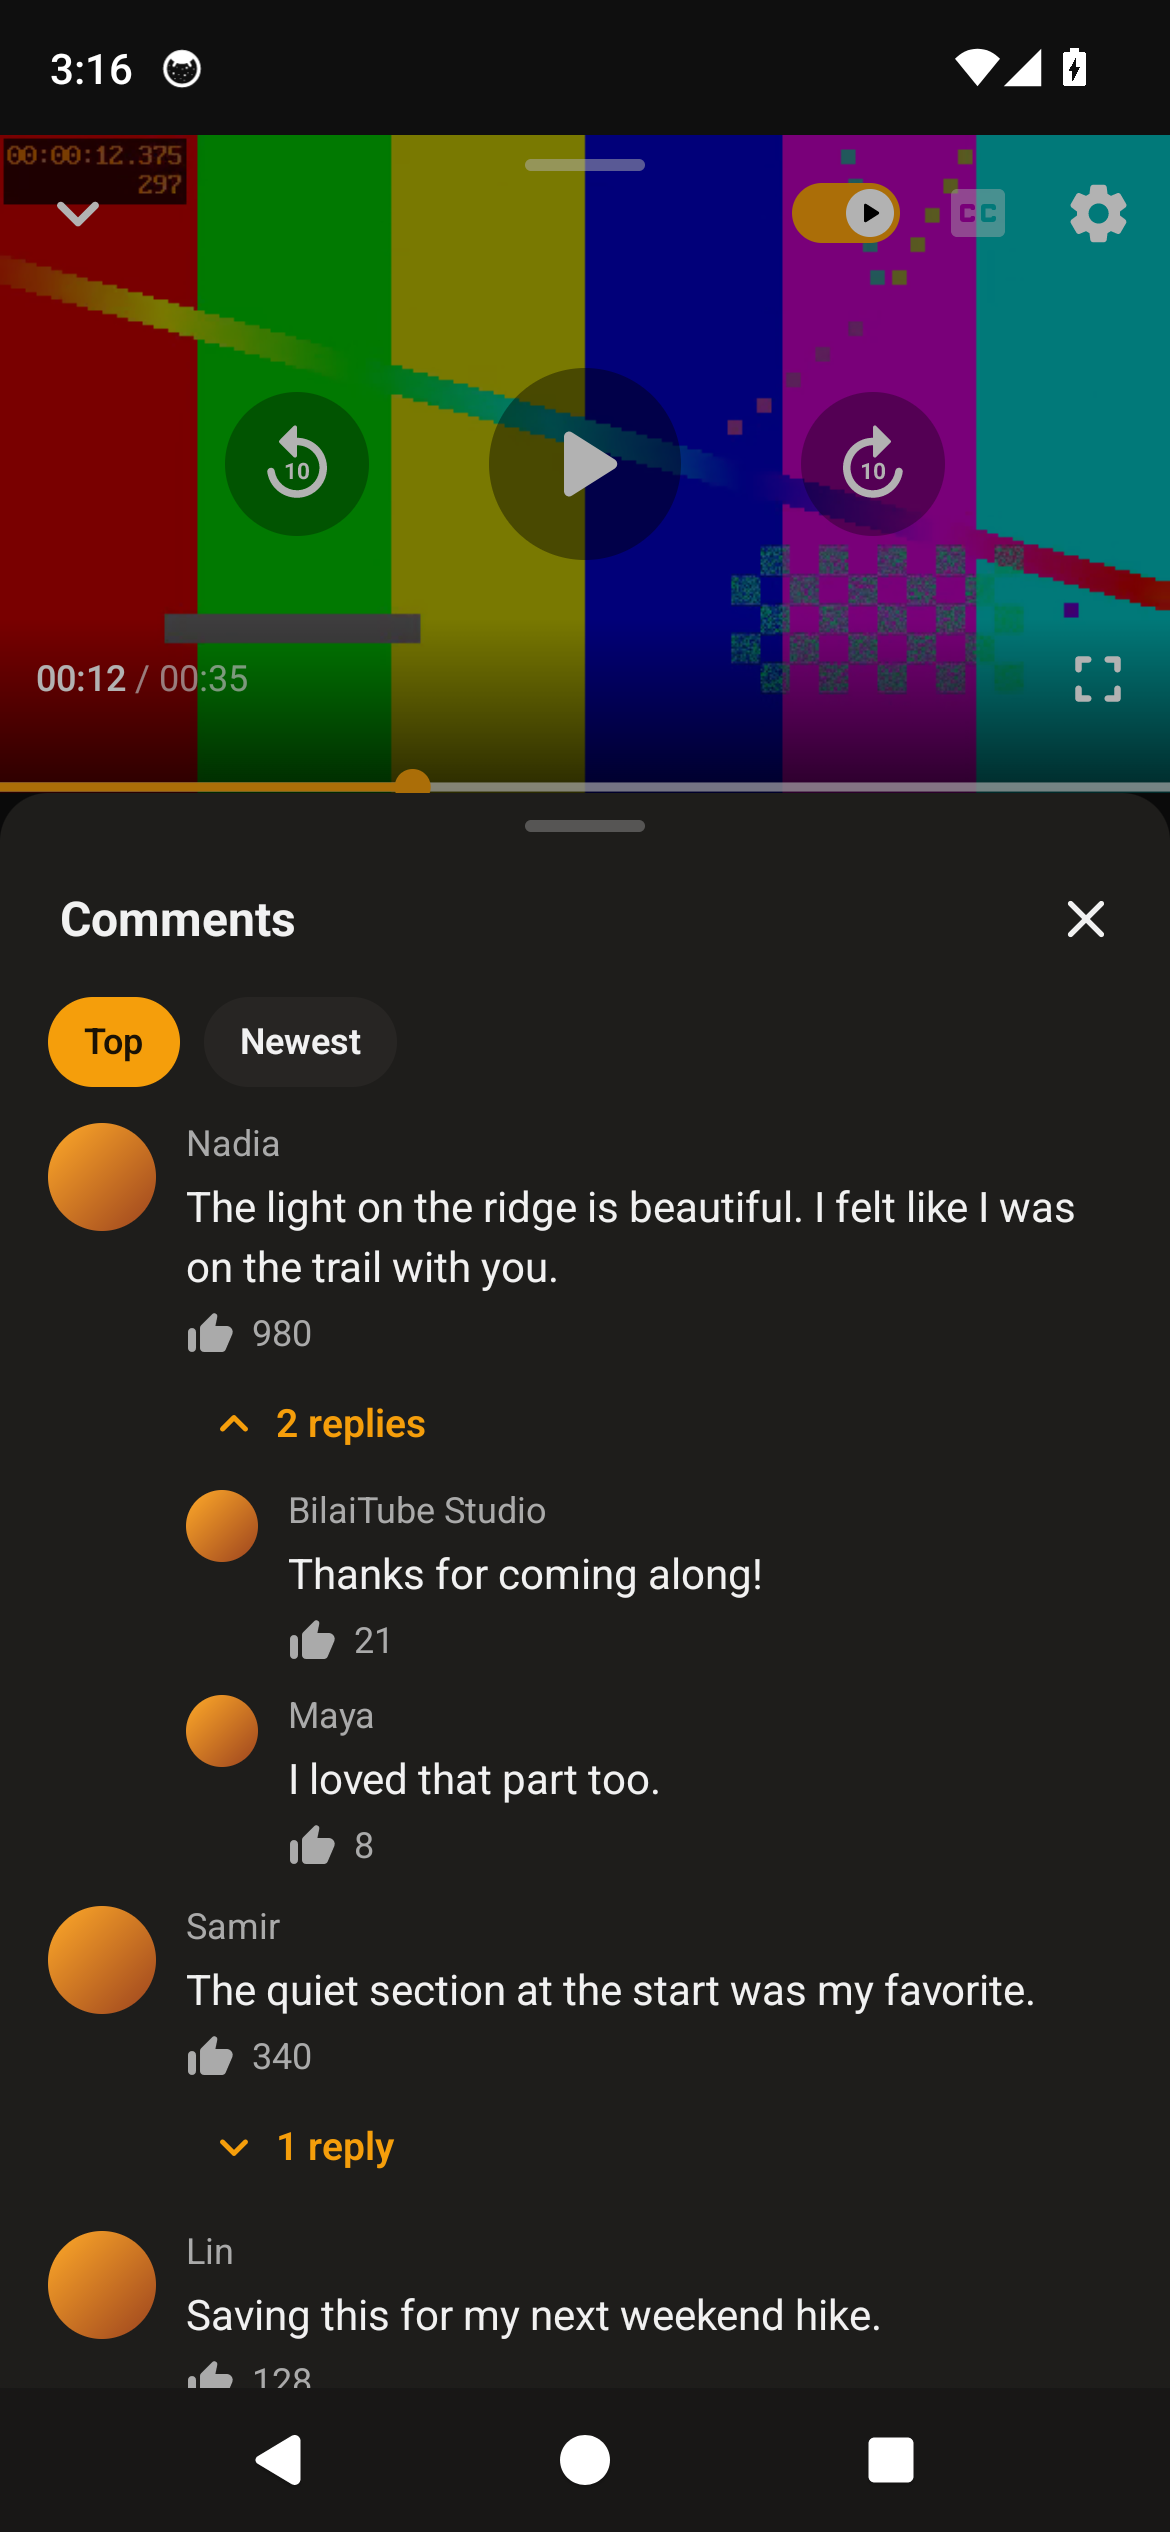 3:16
00:00:12.375
297
CC
10
10
00:12 / 00:35
Comments
Top
Newest
Nadia
The light on the ridge is beautiful. I felt like I was
on the trail with you.
980
2 replies
BilaiTube Studio
Thanks for coming along!
21
Maya
I loved that part too.
8
Samir
The quiet section at the start was my favorite.
340
1 reply
Lin
Saving this for my next weekend hike.
128